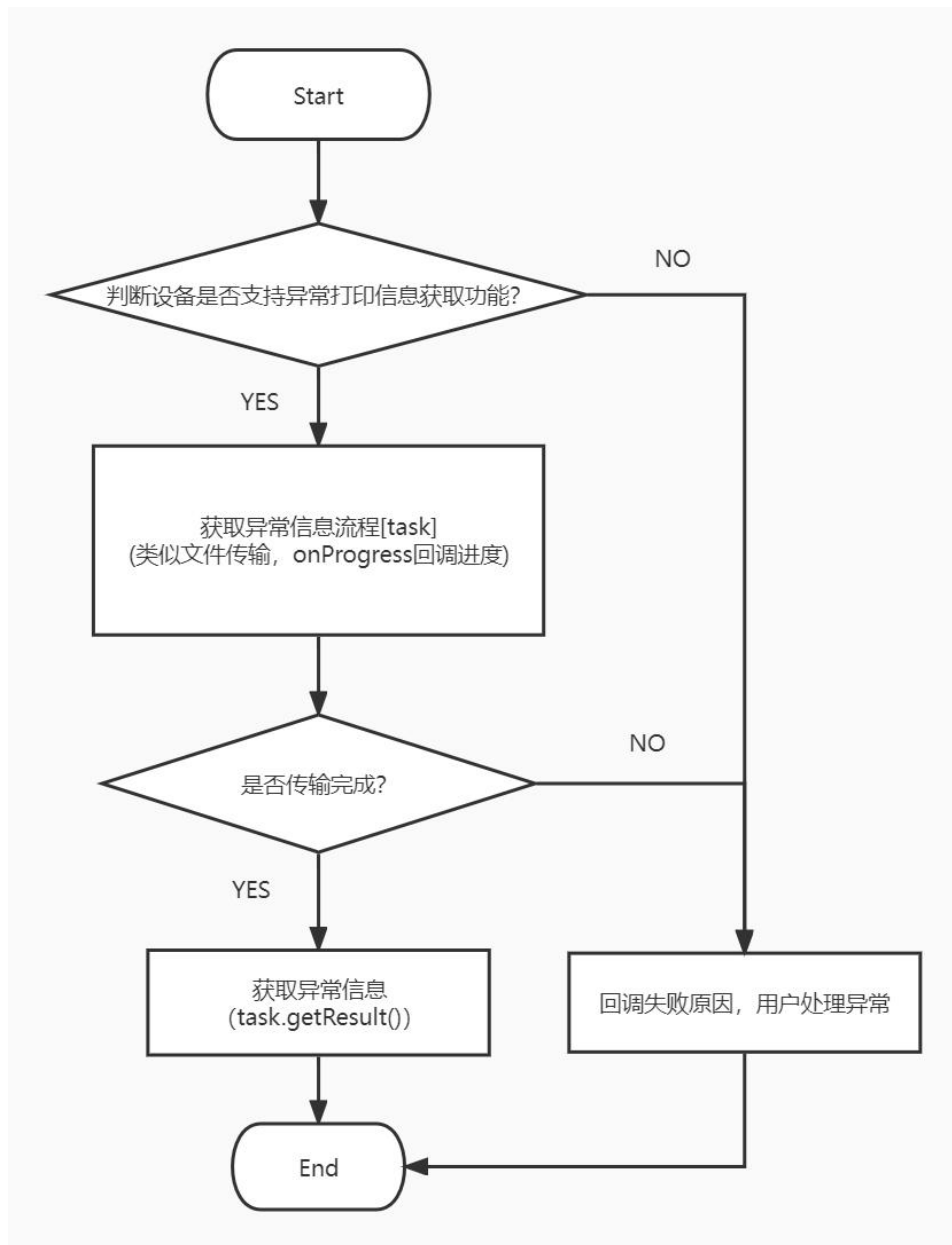 Start
判断设备是否支持异常打印信息获取功能?
NO
YES
获取异常信息流程[task]
(类似文件传输，onProgress回调进度)
是否传输完成?
NO
YES
获取异常信息
（task.getResult()）
回调失败原因，用户处理异常
End